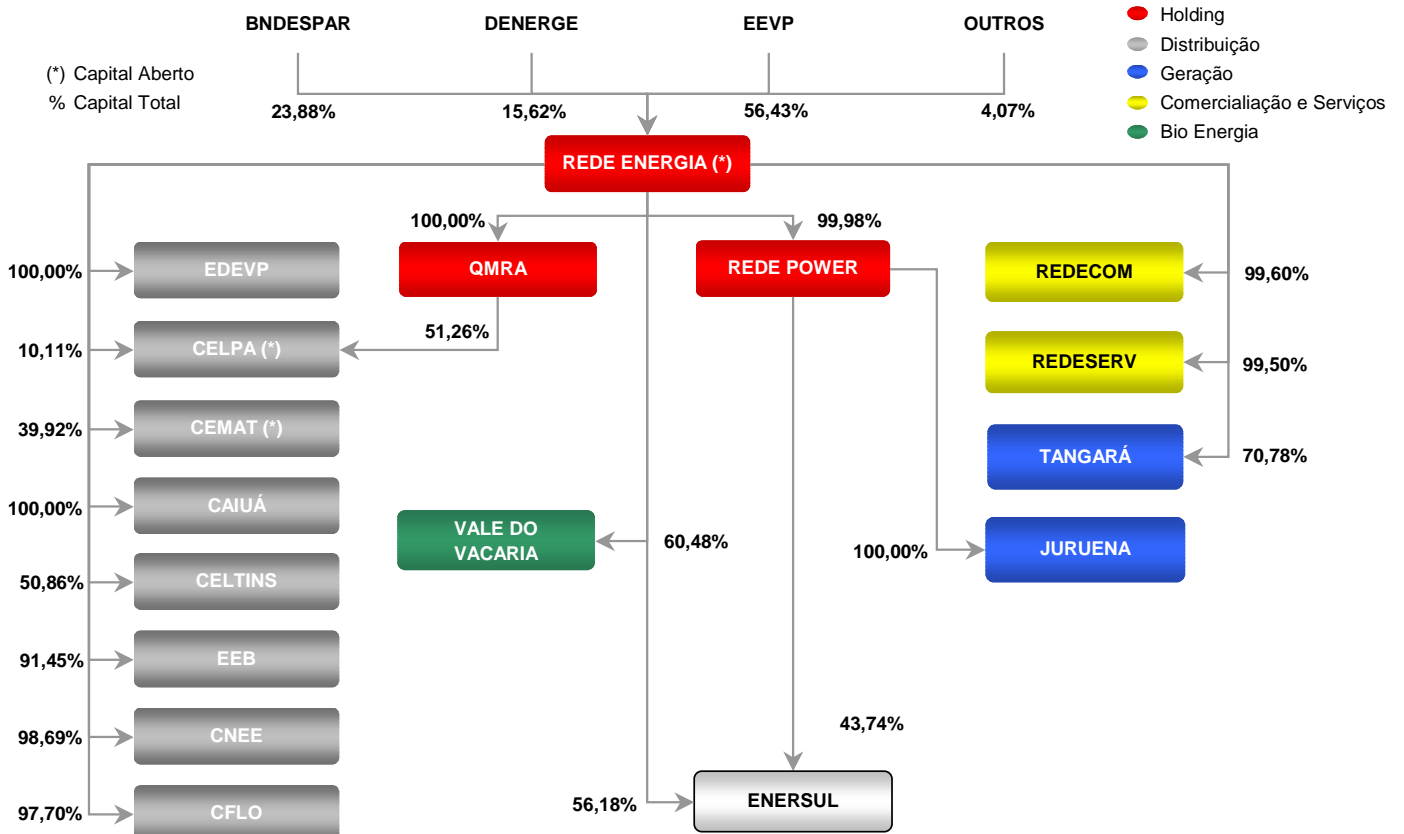 BNDESPAR
DENERGE
EEVP
OUTROS
Holding
Distribuição
Geração
Comercialiação e Serviços
Bio Energia
(*) Capital Aberto
% Capital Total
23,88%
15,62%
56,43%
4,07%
REDE ENERGIA (*)
100,00%
99,98%
100,00%
EDEVP
QMRA
REDE POWER
REDECOM
99,60%
51,26%
10,11%
CELPA (*)
REDESERV
99,50%
39,92%
CEMAT (*)
TANGARÁ
70,78%
100,00%
CAIUÁ
VALE DO
VACARIA
60,48%
100,00%
JURUENA
50,86%
CELTINS
91,45%
EEB
98,69%
CNEE
43,74%
97,70%
CFLO
56,18%
ENERSUL